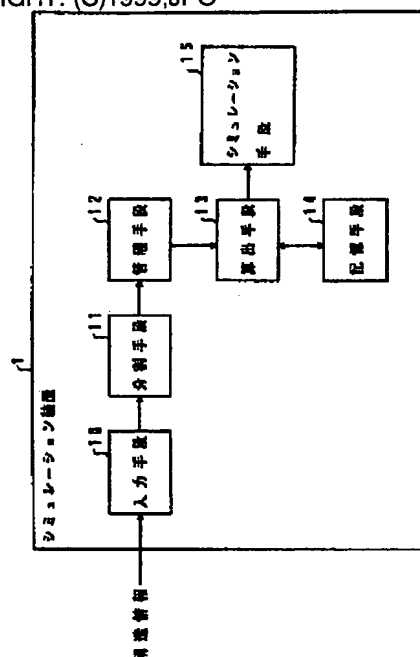 シミュレーション装置
1
構造情報
10
入力手段
11
分割手段
12
管理手段
13
算出手段
14
記憶手段
15
シミュレーション
手段